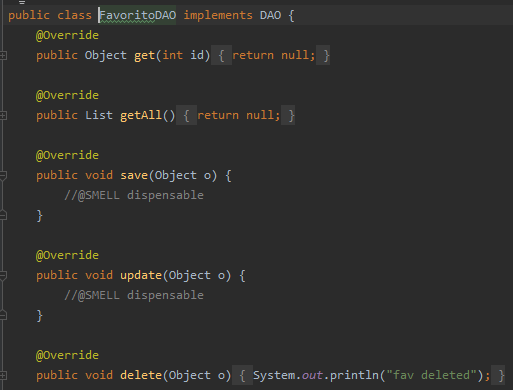 public class FavoritoDAO implements DAO {
@Override
public Object get(int id) { return null; }
@Override
public List getAll() { return null; }
@Override
public void save(Object o) {
//@SMELL dispensable
}
@Override
public void update(Object o) {
//@SMELL dispensable
}
@Override
public void delete(Object o) { System.out.println("fav deleted"); }